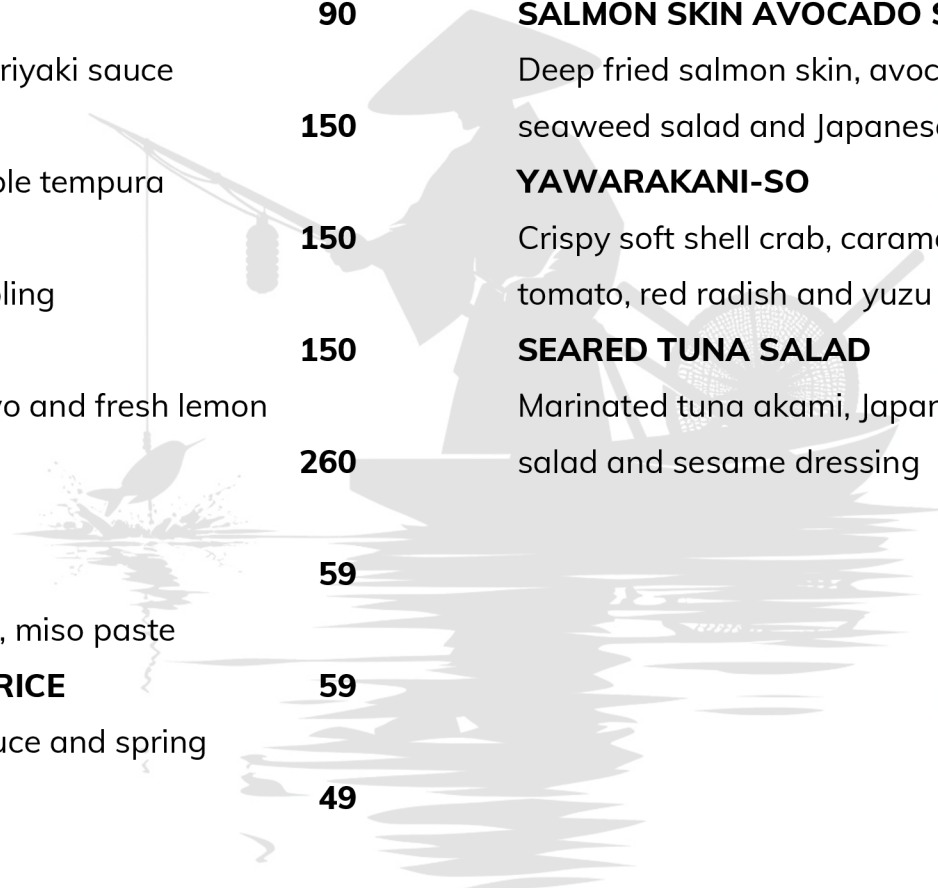 90
riyaki sauce
150
ble tempura
150
ling
150
yo and fresh lemon
260
59
, miso paste
RICE 59
uce and spring
49
SALMON SKIN AVOCADO
Deep fried salmon skin, avoc
seaweed salad and Japanes
YAWARAKANI-SO
Crispy soft shell crab, caram
tomato, red radish and yuzu
SEARED TUNA SALAD
Marinated tuna akami, Japan
salad and sesame dressing